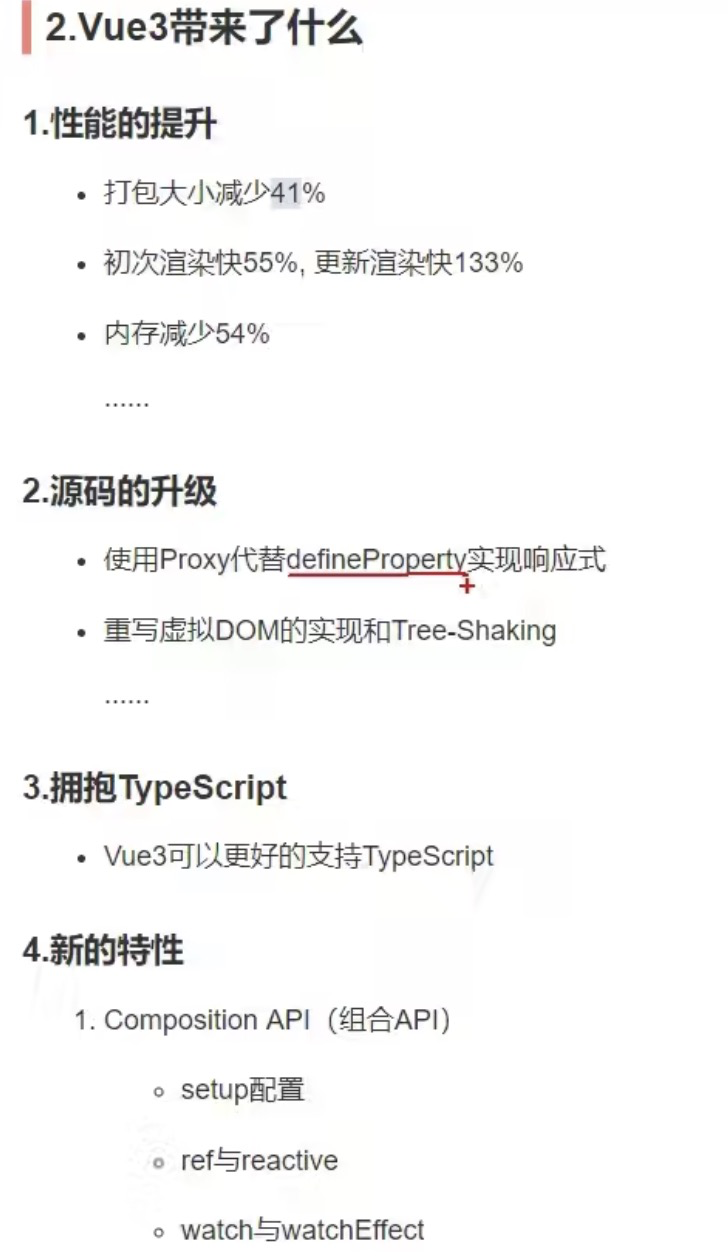 2.Vue3带来了什么
1.性能的提升
• 打包大小减少41%
• 初次渲染快55%, 更新渲染快133%
• 内存减少54%
......
2.源码的升级
• 使用Proxy代替defineProperty实现响应式
• 重写虚拟DOM的实现和Tree-Shaking
......
3.拥抱TypeScript
• Vue3可以更好的支持TypeScript
4.新的特性
1. Composition API（组合API）
◦ setup配置
◦ ref与reactive
◦ watch与watchEffect